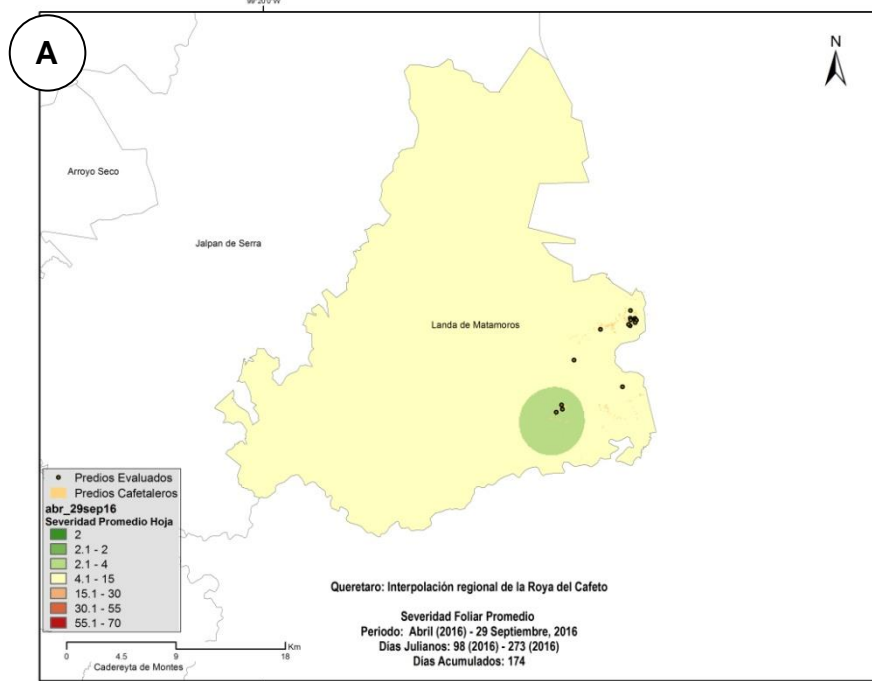 99°20'0"W
A
N
Arroyo Seco
Jalpan de Serra
Landa de Matamoros
Predios Evaluados
Predios Cafetaleros
abr_29sep16
Severidad Promedio Hoja
2
2.1 - 2
2.1 - 4
4.1 - 15
15.1 - 30
30.1 - 55
55.1 - 70
Queretaro: Interpolación regional de la Roya del Cafeto
Severidad Foliar Promedio
Periodo: Abril (2016) - 29 Septiembre, 2016
Días Julianos: 98 (2016) - 273 (2016)
Días Acumulados: 174
Km
0 4.5 9 18
Cadereyta de Montes